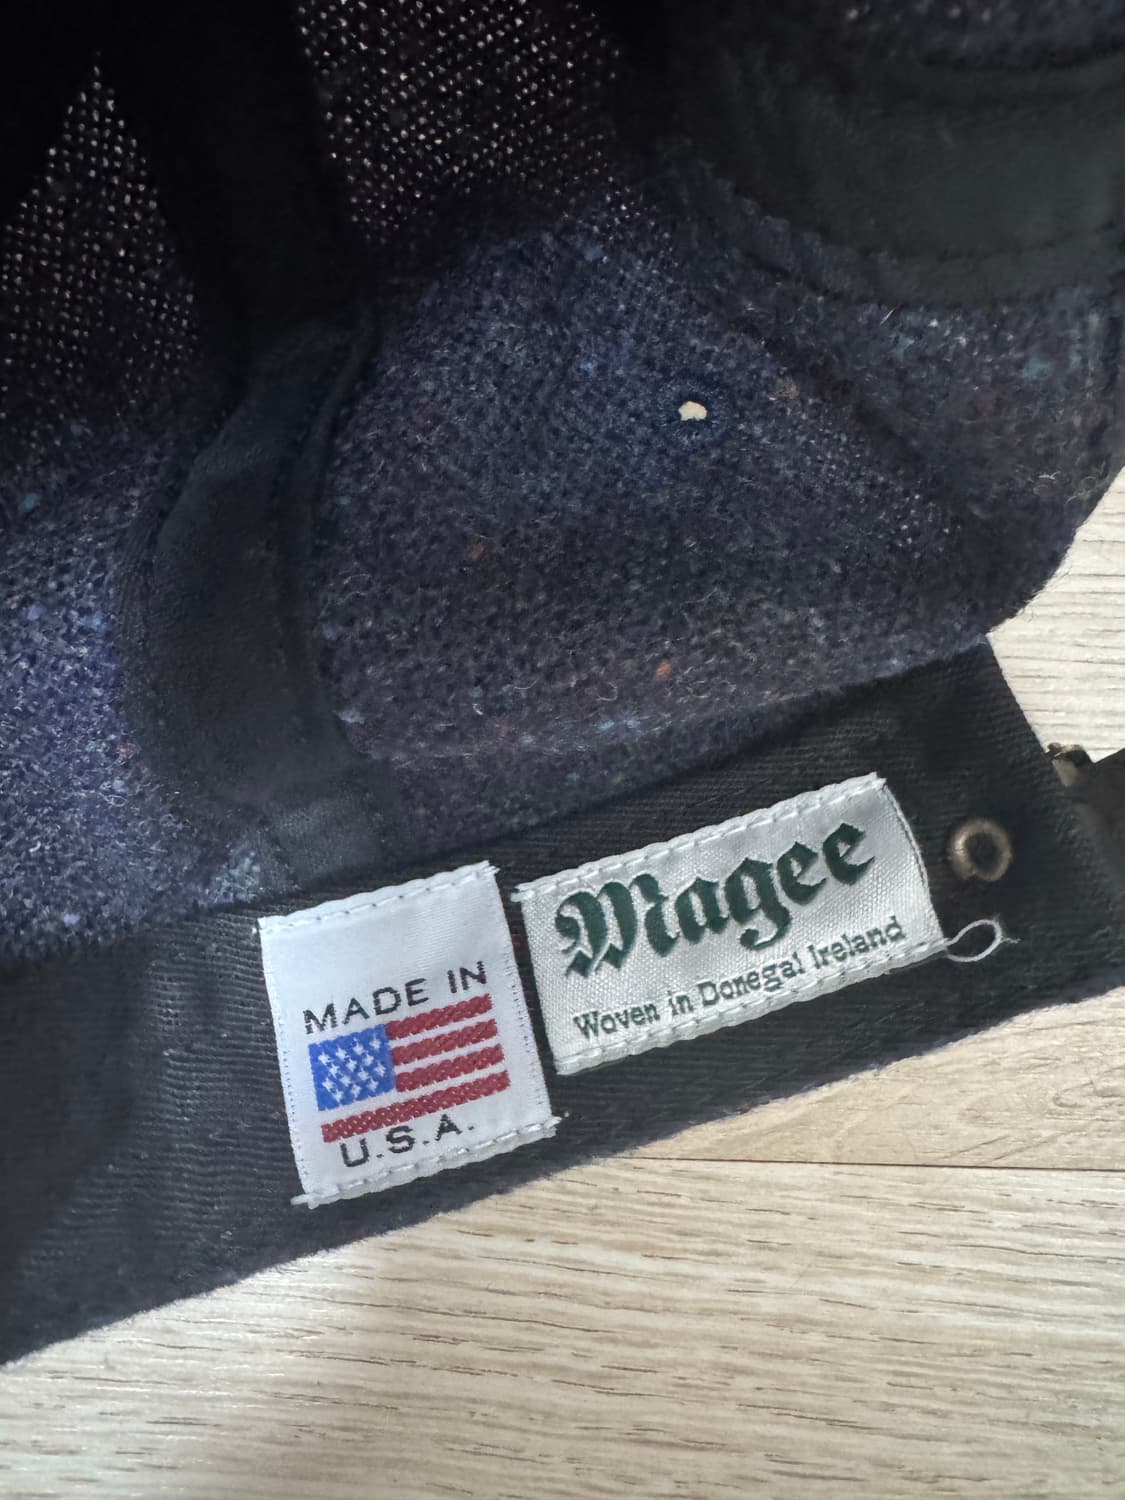 MADE IN
U.S.A.
Magee
Woven in Donegal Ireland